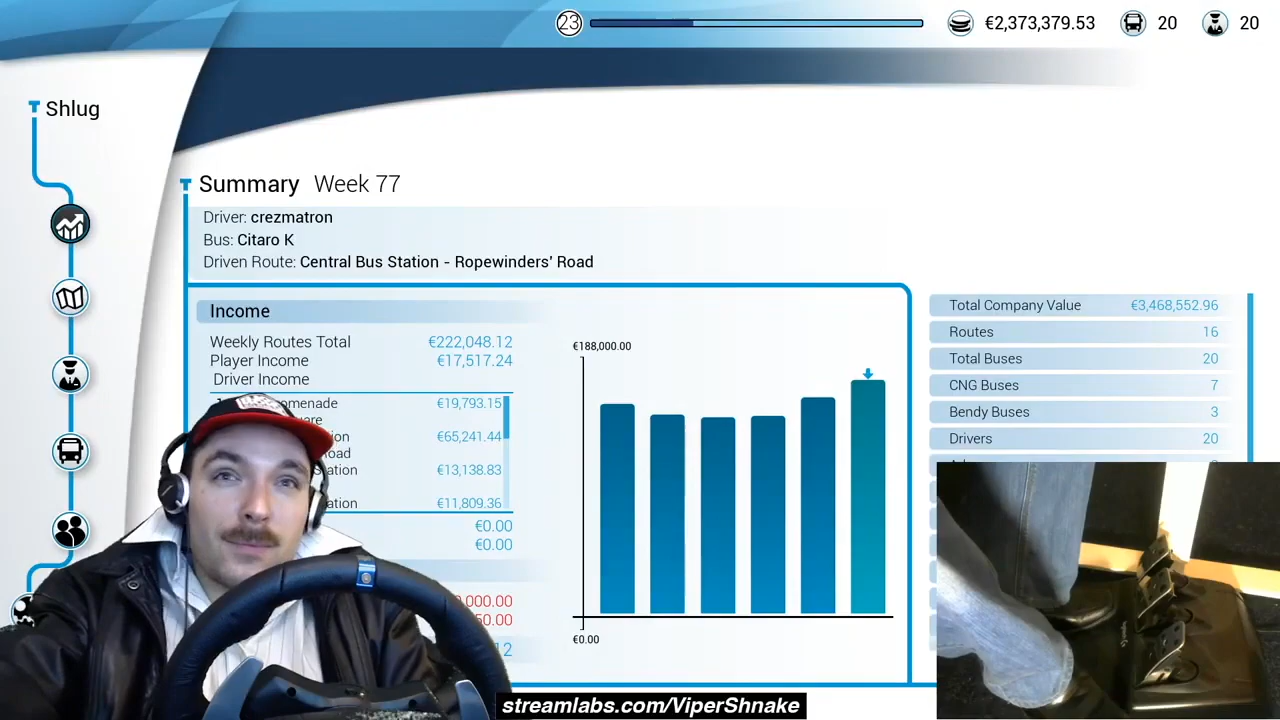 23
€2,373,379.53
20
20
Shlug
Summary Week 77
Driver: crezmatron
Bus: Citaro K
Driven Route: Central Bus Station - Ropewinders' Road
Income
Weekly Routes Total €222,048.12
Player Income €17,517.24
Driver Income
€19,793.15
€65,241.44
€13,138.83
€11,809.36
€0.00
€0.00
€188,000.00
€0.00
Total Company Value €3,468,552.96
Routes 16
Total Buses 20
CNG Buses 7
Bendy Buses 3
Drivers 20
streamlabs.com/ViperShnake